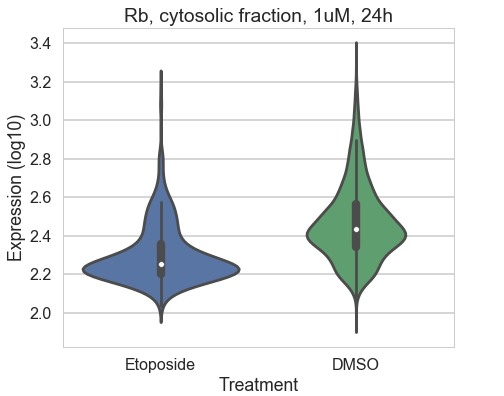 Rb, cytosolic fraction, 1uM, 24h
Expression (log10)
3.4
3.2
3.0
2.8
2.6
2.4
2.2
2.0
Etoposide DMSO
Treatment